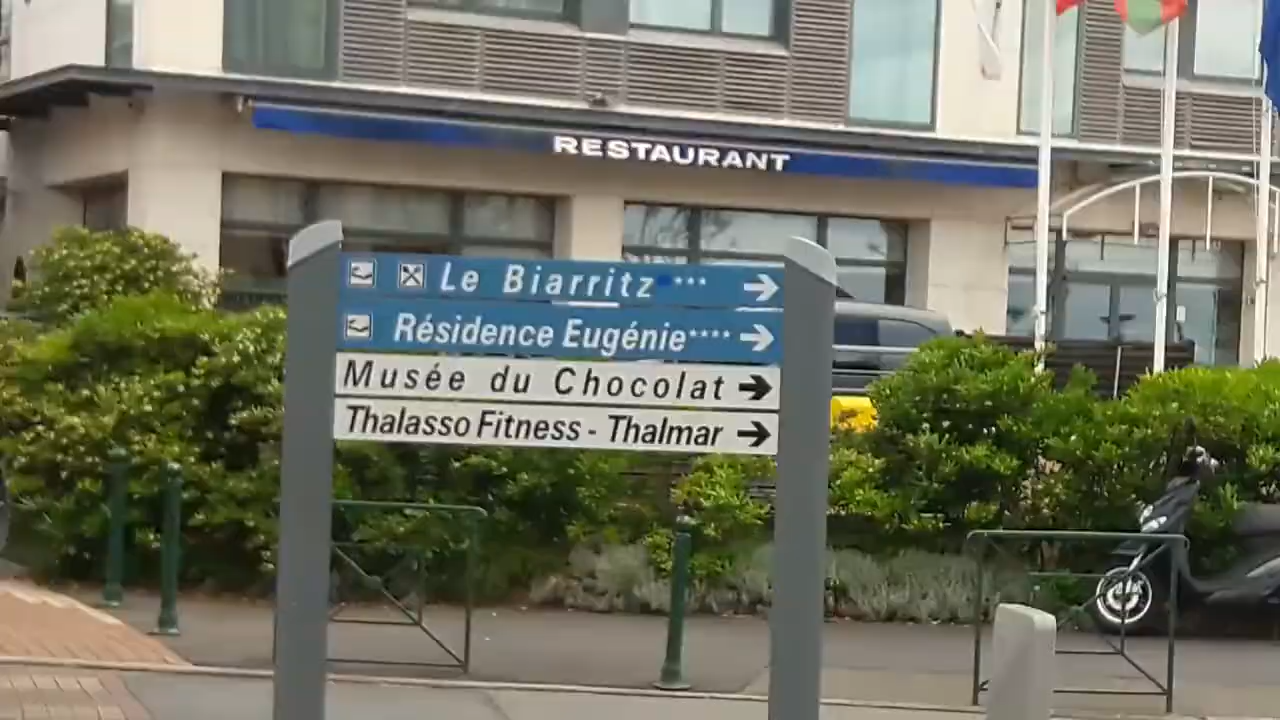 RESTAURANT
Le Biarritz ***
Résidence Eugénie****
Musée du Chocolat
Thalasso Fitness - Thalmar